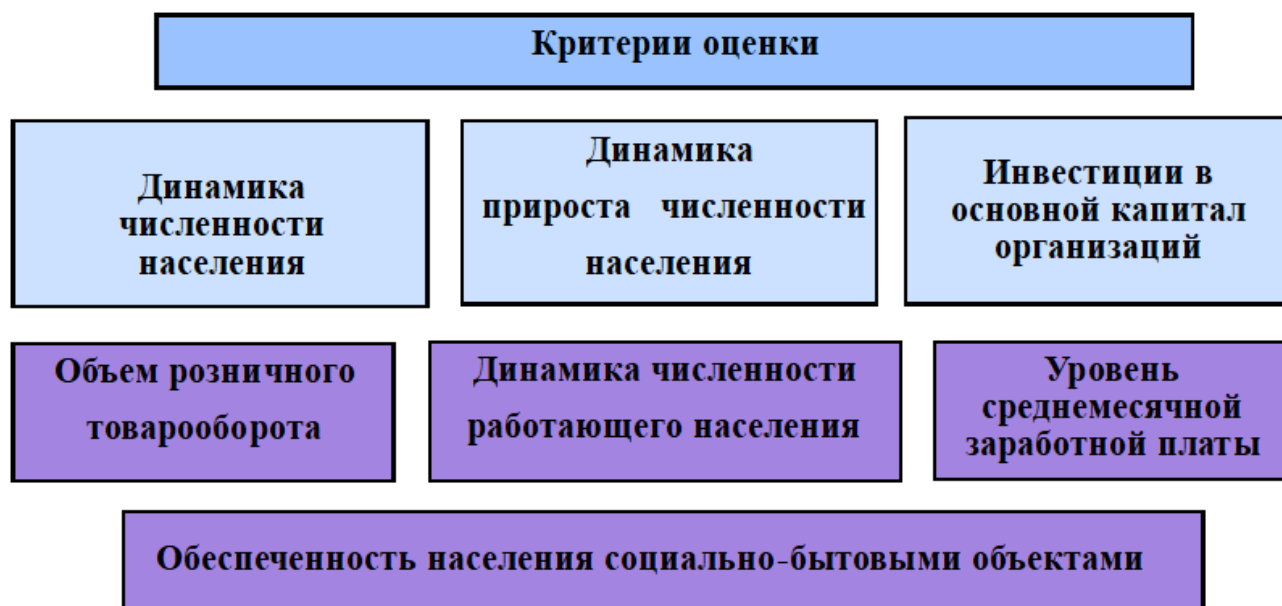 Критерии оценки
Динамика
численности
населения
Динамика
прироста численности
населения
Инвестиции в
основной капитал
организаций
Объем розничного
товарооборота
Динамика численности
работающего населения
Уровень
среднемесячной
заработной платы
Обеспеченность населения социально-бытовыми объектами